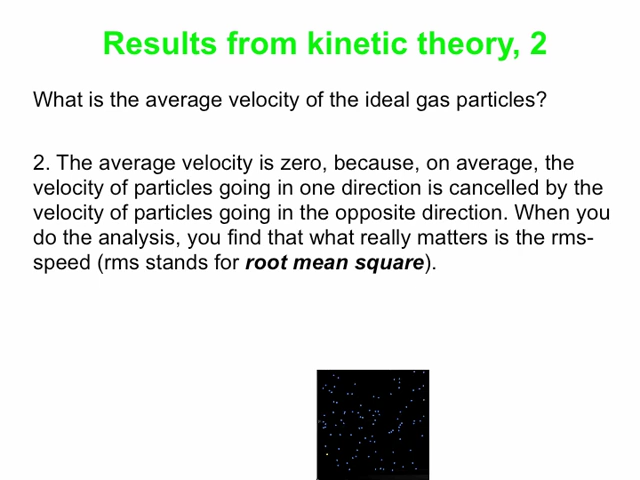 Results from kinetic theory, 2
What is the average velocity of the ideal gas particles?
2. The average velocity is zero, because, on average, the
velocity of particles going in one direction is cancelled by the
velocity of particles going in the opposite direction. When you
do the analysis, you find that what really matters is the rms-
speed (rms stands for root mean square).